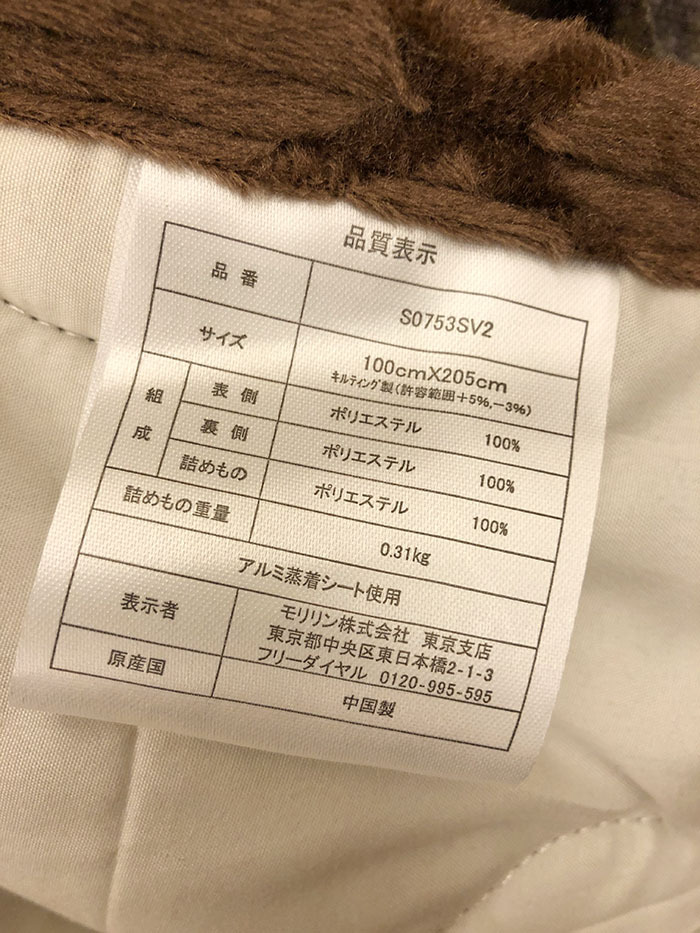 品質表示
品番 S0753SV2
サイズ 100cmX205cm
キルティング製(許容範囲+5%,-3%)
組成 表側 ポリエステル 100%
裏側 ポリエステル 100%
詰めもの ポリエステル 100%
詰めもの重量 0.31kg
アルミ蒸着シート使用
表示者 モリリン株式会社 東京支店
東京都中央区東日本橋2-1-3
フリーダイヤル 0120-995-595
原産国 中国製